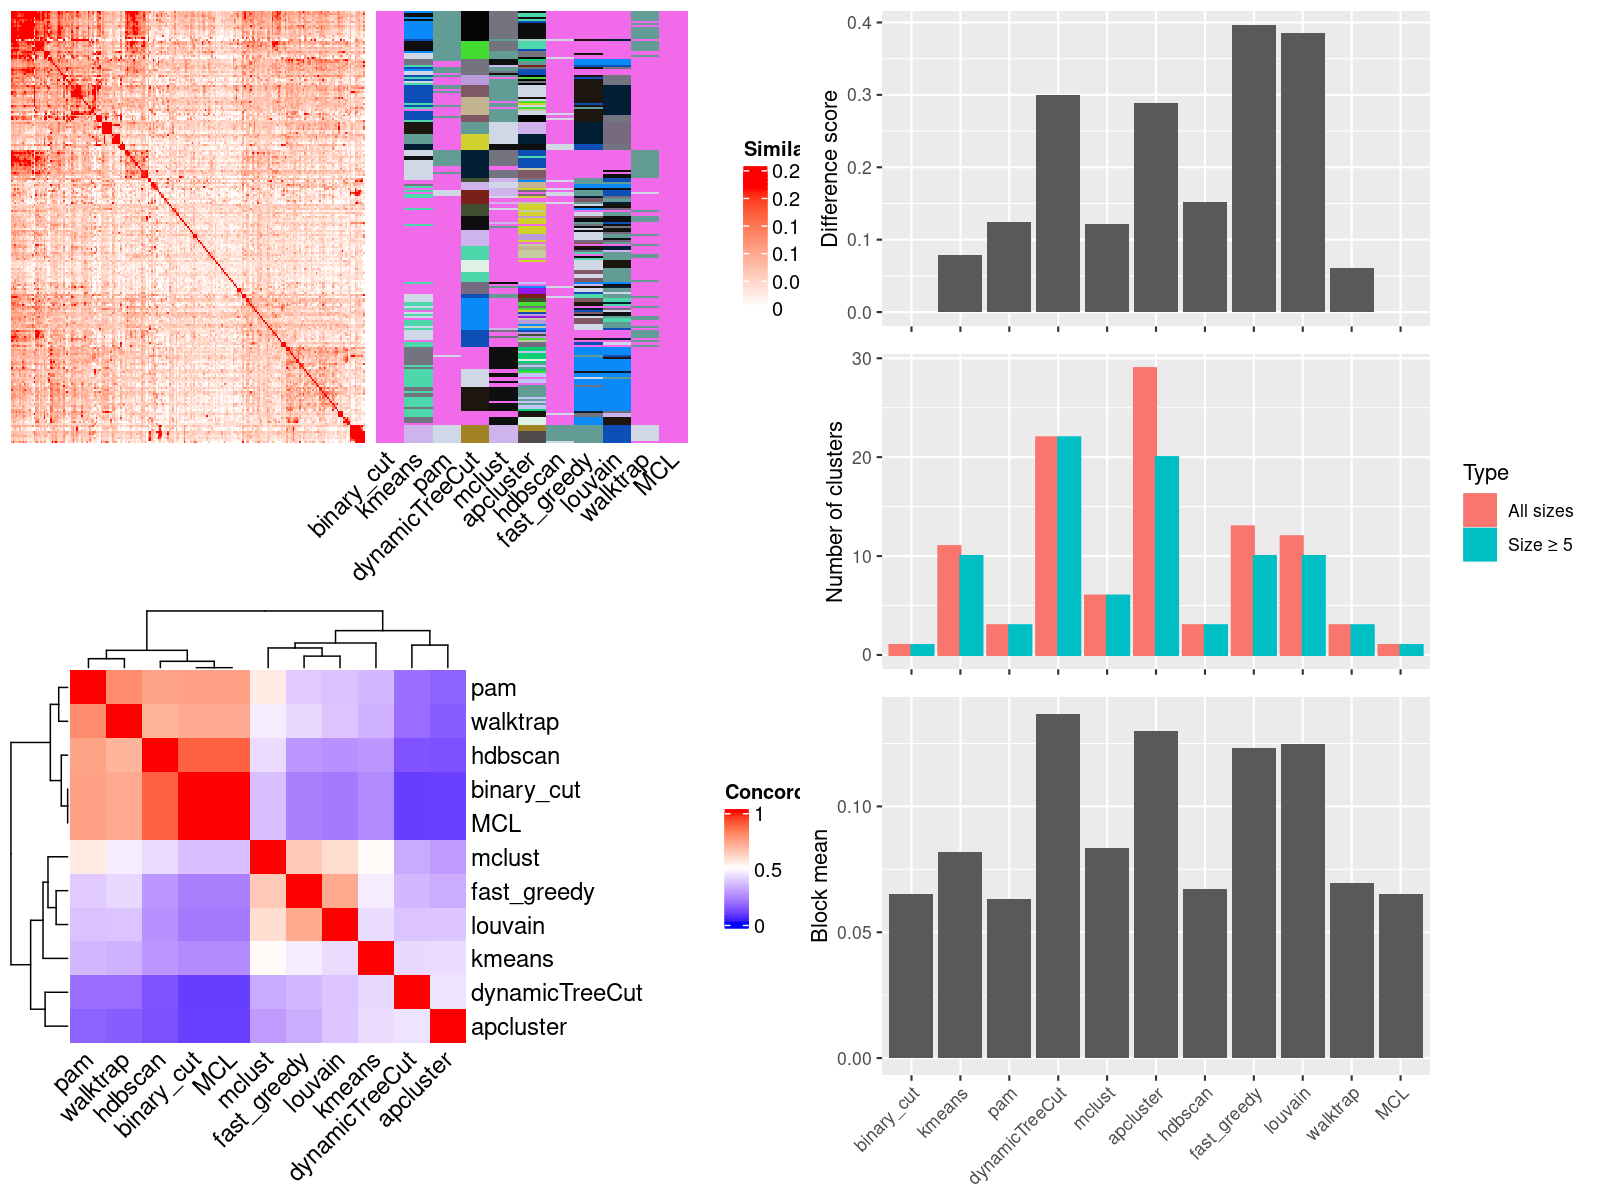 Simila
0.2
0.2
0.1
0.1
0.0
0
binary_cut
kmeans
pam
dynamicTreeCut
mclust
apcluster
hdbscan
fast_greedy
louvain
walktrap
MCL
pam
walktrap
hdbscan
binary_cut
MCL
mclust
fast_greedy
louvain
kmeans
dynamicTreeCut
apcluster
pam
walktrap
hdbscan
binary_cut
MCL
mclust
fast_greedy
louvain
kmeans
dynamicTreeCut
apcluster
Concord
1
0.5
0
Difference score
0.4
0.3
0.2
0.1
0.0
Number of clusters
30
20
10
0
Type
All sizes
Size ≥ 5
Block mean
0.10
0.05
0.00
binary_cut
kmeans
pam
dynamicTreeCut
mclust
apcluster
hdbscan
fast_greedy
louvain
walktrap
MCL